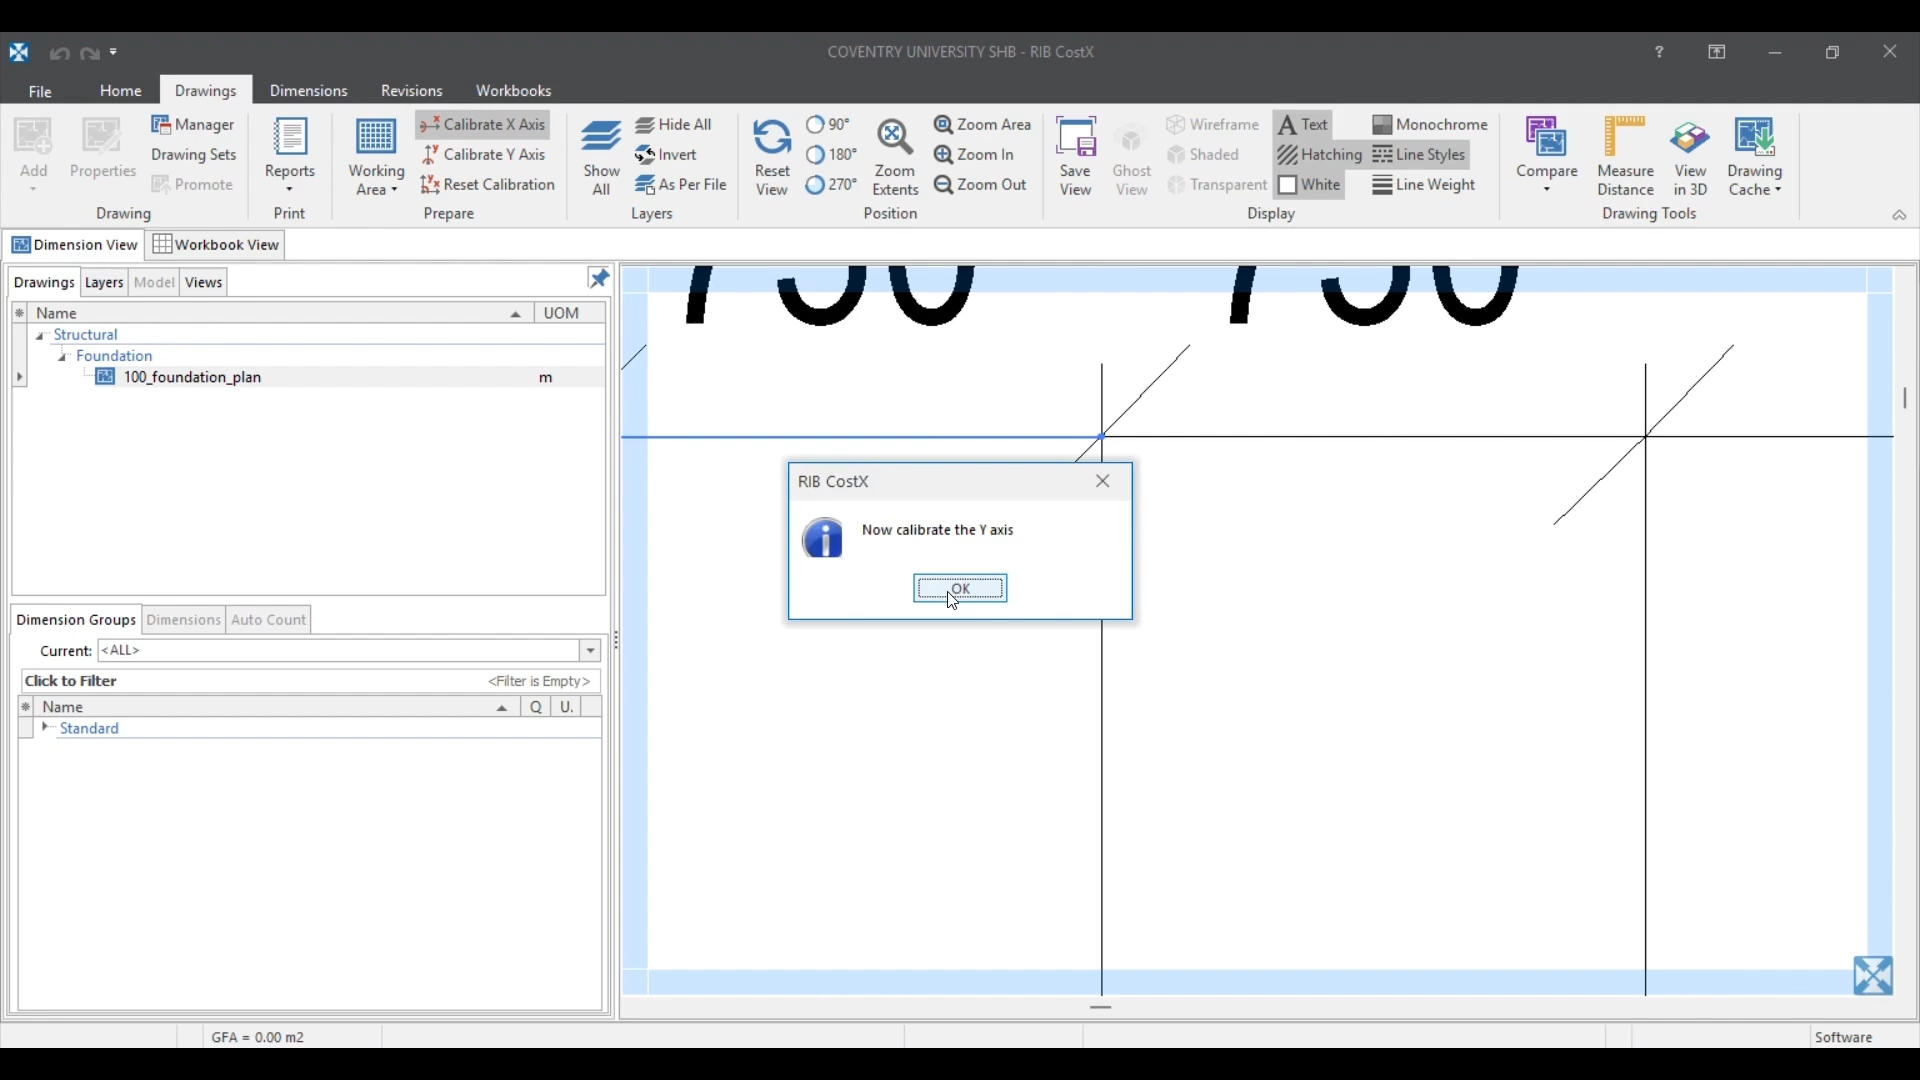 COVENTRY UNIVERSITY SHB - RIB CostX
?
File Home Drawings Dimensions Revisions Workbooks
Add
Properties
Manager
Drawing Sets
Promote
Drawing
Reports
Print
Working Area
Calibrate X Axis
Calibrate Y Axis
Reset Calibration
Prepare
Show All
Hide All
Invert
As Per File
Layers
Reset View
90°
180°
270°
Zoom Extents
Zoom Area
Zoom In
Zoom Out
Position
Save View
Ghost View
Wireframe
Shaded
Transparent
Text
Hatching
White
Monochrome
Line Styles
Line Weight
Display
Compare
Measure Distance
View in 3D
Drawing Cache
Drawing Tools
Dimension View Workbook View
Drawings Layers Model Views
Name UOM
Structural
Foundation
100_foundation_plan m
Dimension Groups Dimensions Auto Count
Current: <ALL>
Click to Filter <Filter is Empty>
Name Q U.
Standard
RIB CostX
Now calibrate the Y axis
OK
GFA = 0.00 m2
Software